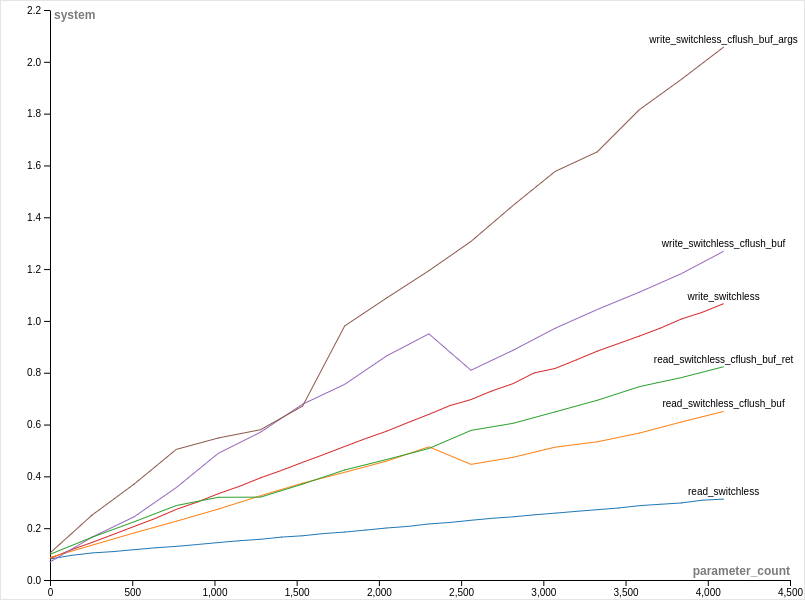 2.2
system
write_switchless_cflush_buf_args
2.0
1.8
1.6
1.4
write_switchless_cflush_buf
1.2
write_switchless
1.0
read_switchless_cflush_buf_ret
0.8
read_switchless_cflush_buf
0.6
0.4
read_switchless
0.2
parameter_count
0.0
0 500 1,000 1,500 2,000 2,500 3,000 3,500 4,000 4,500